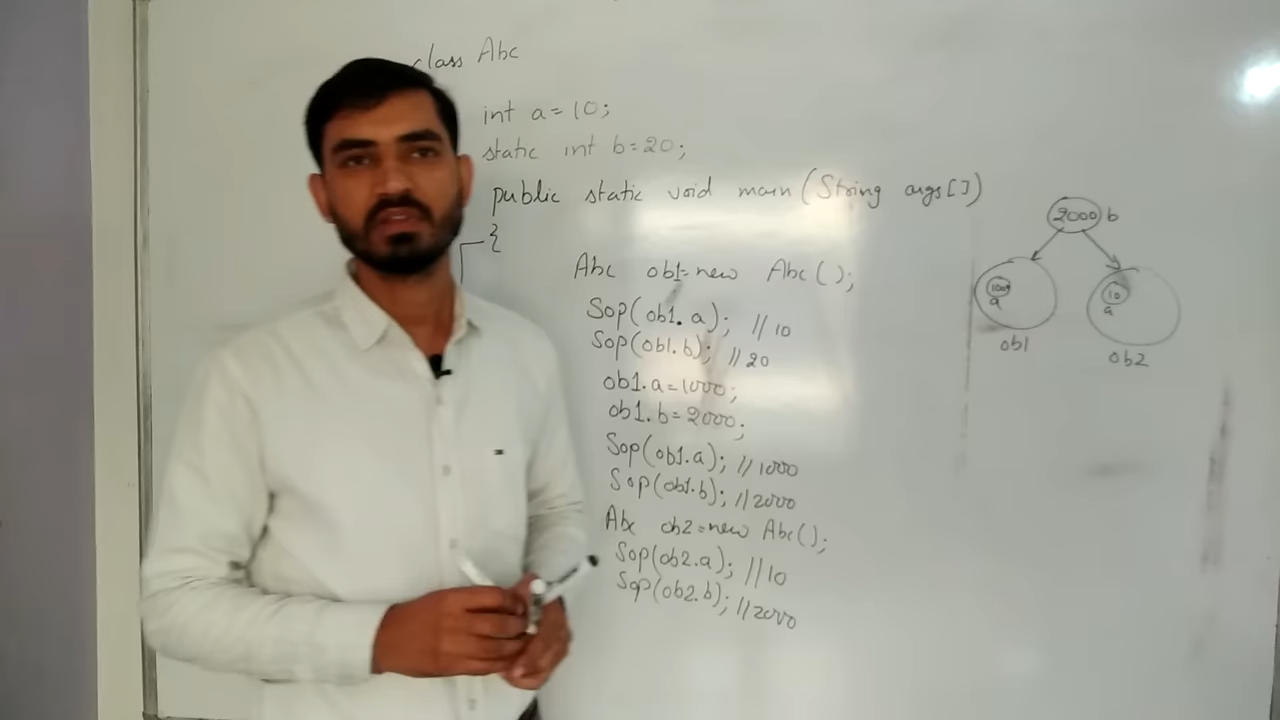 class Abc
int a=10;
static int b=20;
public static void main(String args[])
{
Abc ob1=new Abc();
Sop(ob1.a); //10
Sop(ob1.b); //20
ob1.a=1000;
ob1.b=2000;
Sop(ob1.a); //1000
Sop(ob1.b); //2000
Abc ob2=new Abc();
Sop(ob2.a); //10
Sop(ob2.b); //2000
2000 b
10
a a
ob1 ob2